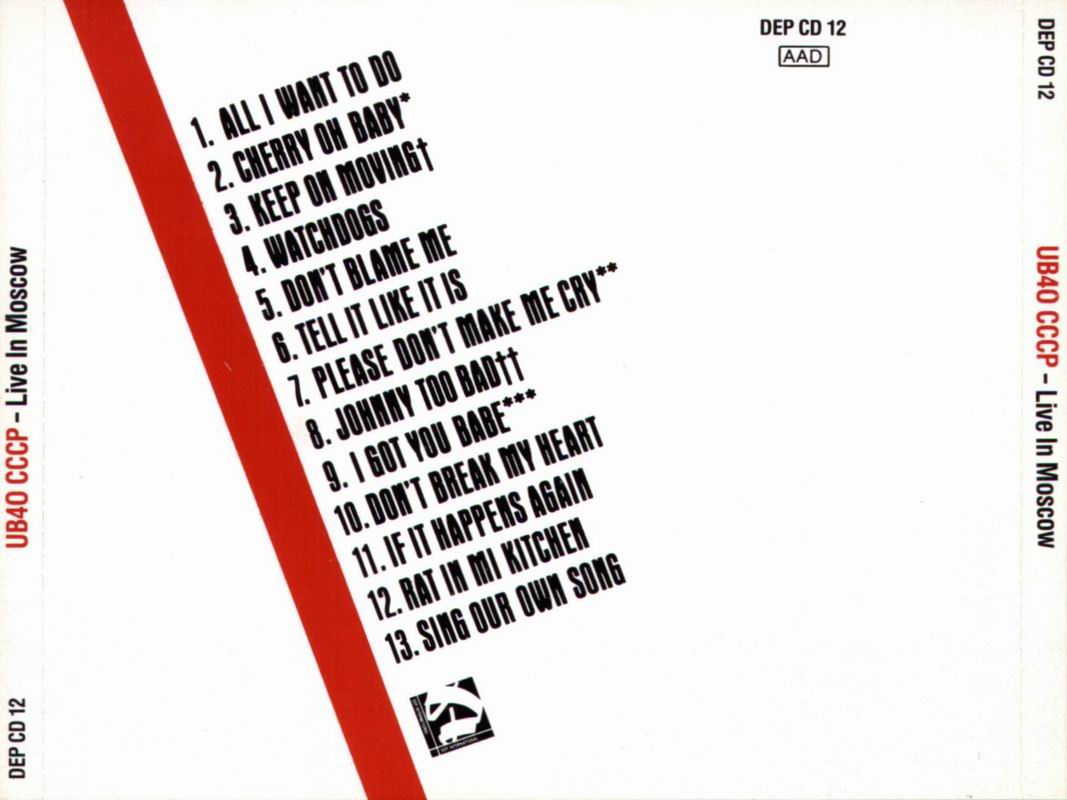 DEP CD 12
AAD
1. ALL I WANT TO DO
2. CHERRY OH BABY*
3. KEEP ON MOVING†
4. WATCHDOGS
5. DON'T BLAME ME
6. TELL IT LIKE IT IS
7. PLEASE DON'T MAKE ME CRY**
8. JOHNNY TOO BAD††
9. I GOT YOU BABE***
10. DON'T BREAK MY HEART
11. IF IT HAPPENS AGAIN
12. RAT IN MI KITCHEN
13. SING OUR OWN SONG
UB40 CCCP – Live In Moscow
DEP CD 12
DEP CD 12
UB40 CCCP – Live In Moscow